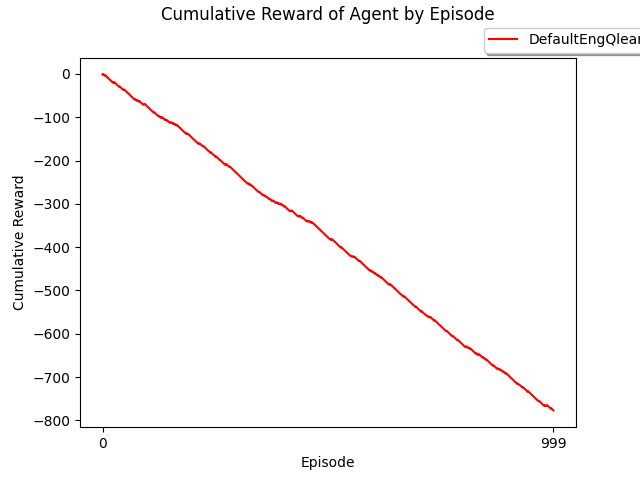 Cumulative Reward of Agent by Episode
DefaultEngQlear
0
−100
−200
−300
−400
−500
−600
−700
−800
Cumulative Reward
0
999
Episode